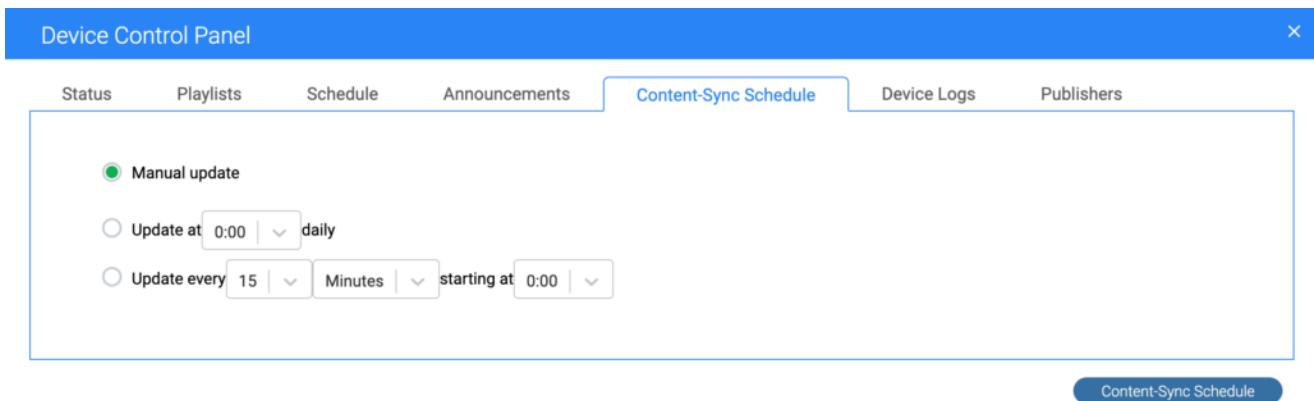 Device Control Panel
Status Playlists Schedule Announcements Content-Sync Schedule Device Logs Publishers
Manual update
Update at 0:00 daily
Update every 15 Minutes starting at 0:00
Content-Sync Schedule